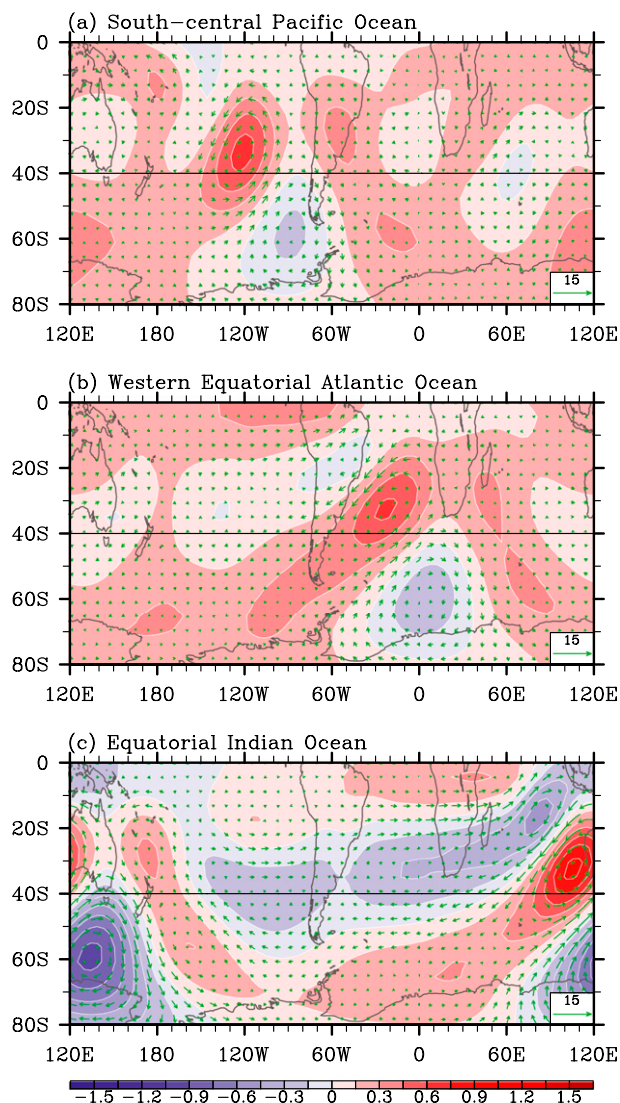 (a) South-central Pacific Ocean
0
20S
40S
60S
80S
15
120E 180 120W 60W 0 60E 120E
(b) Western Equatorial Atlantic Ocean
0
20S
40S
60S
80S
15
120E 180 120W 60W 0 60E 120E
(c) Equatorial Indian Ocean
0
20S
40S
60S
80S
15
120E 180 120W 60W 0 60E 120E
-1.5 -1.2 -0.9 -0.6 -0.3 0 0.3 0.6 0.9 1.2 1.5